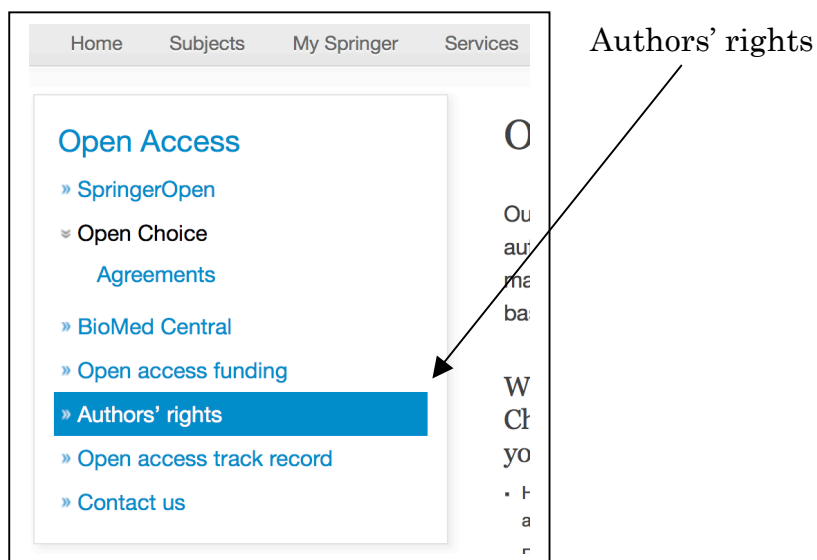 Home Subjects My Springer Services
Authors’ rights
Open Access
» SpringerOpen
Open Choice
Agreements
» BioMed Central
» Open access funding
» Authors’ rights
» Open access track record
» Contact us